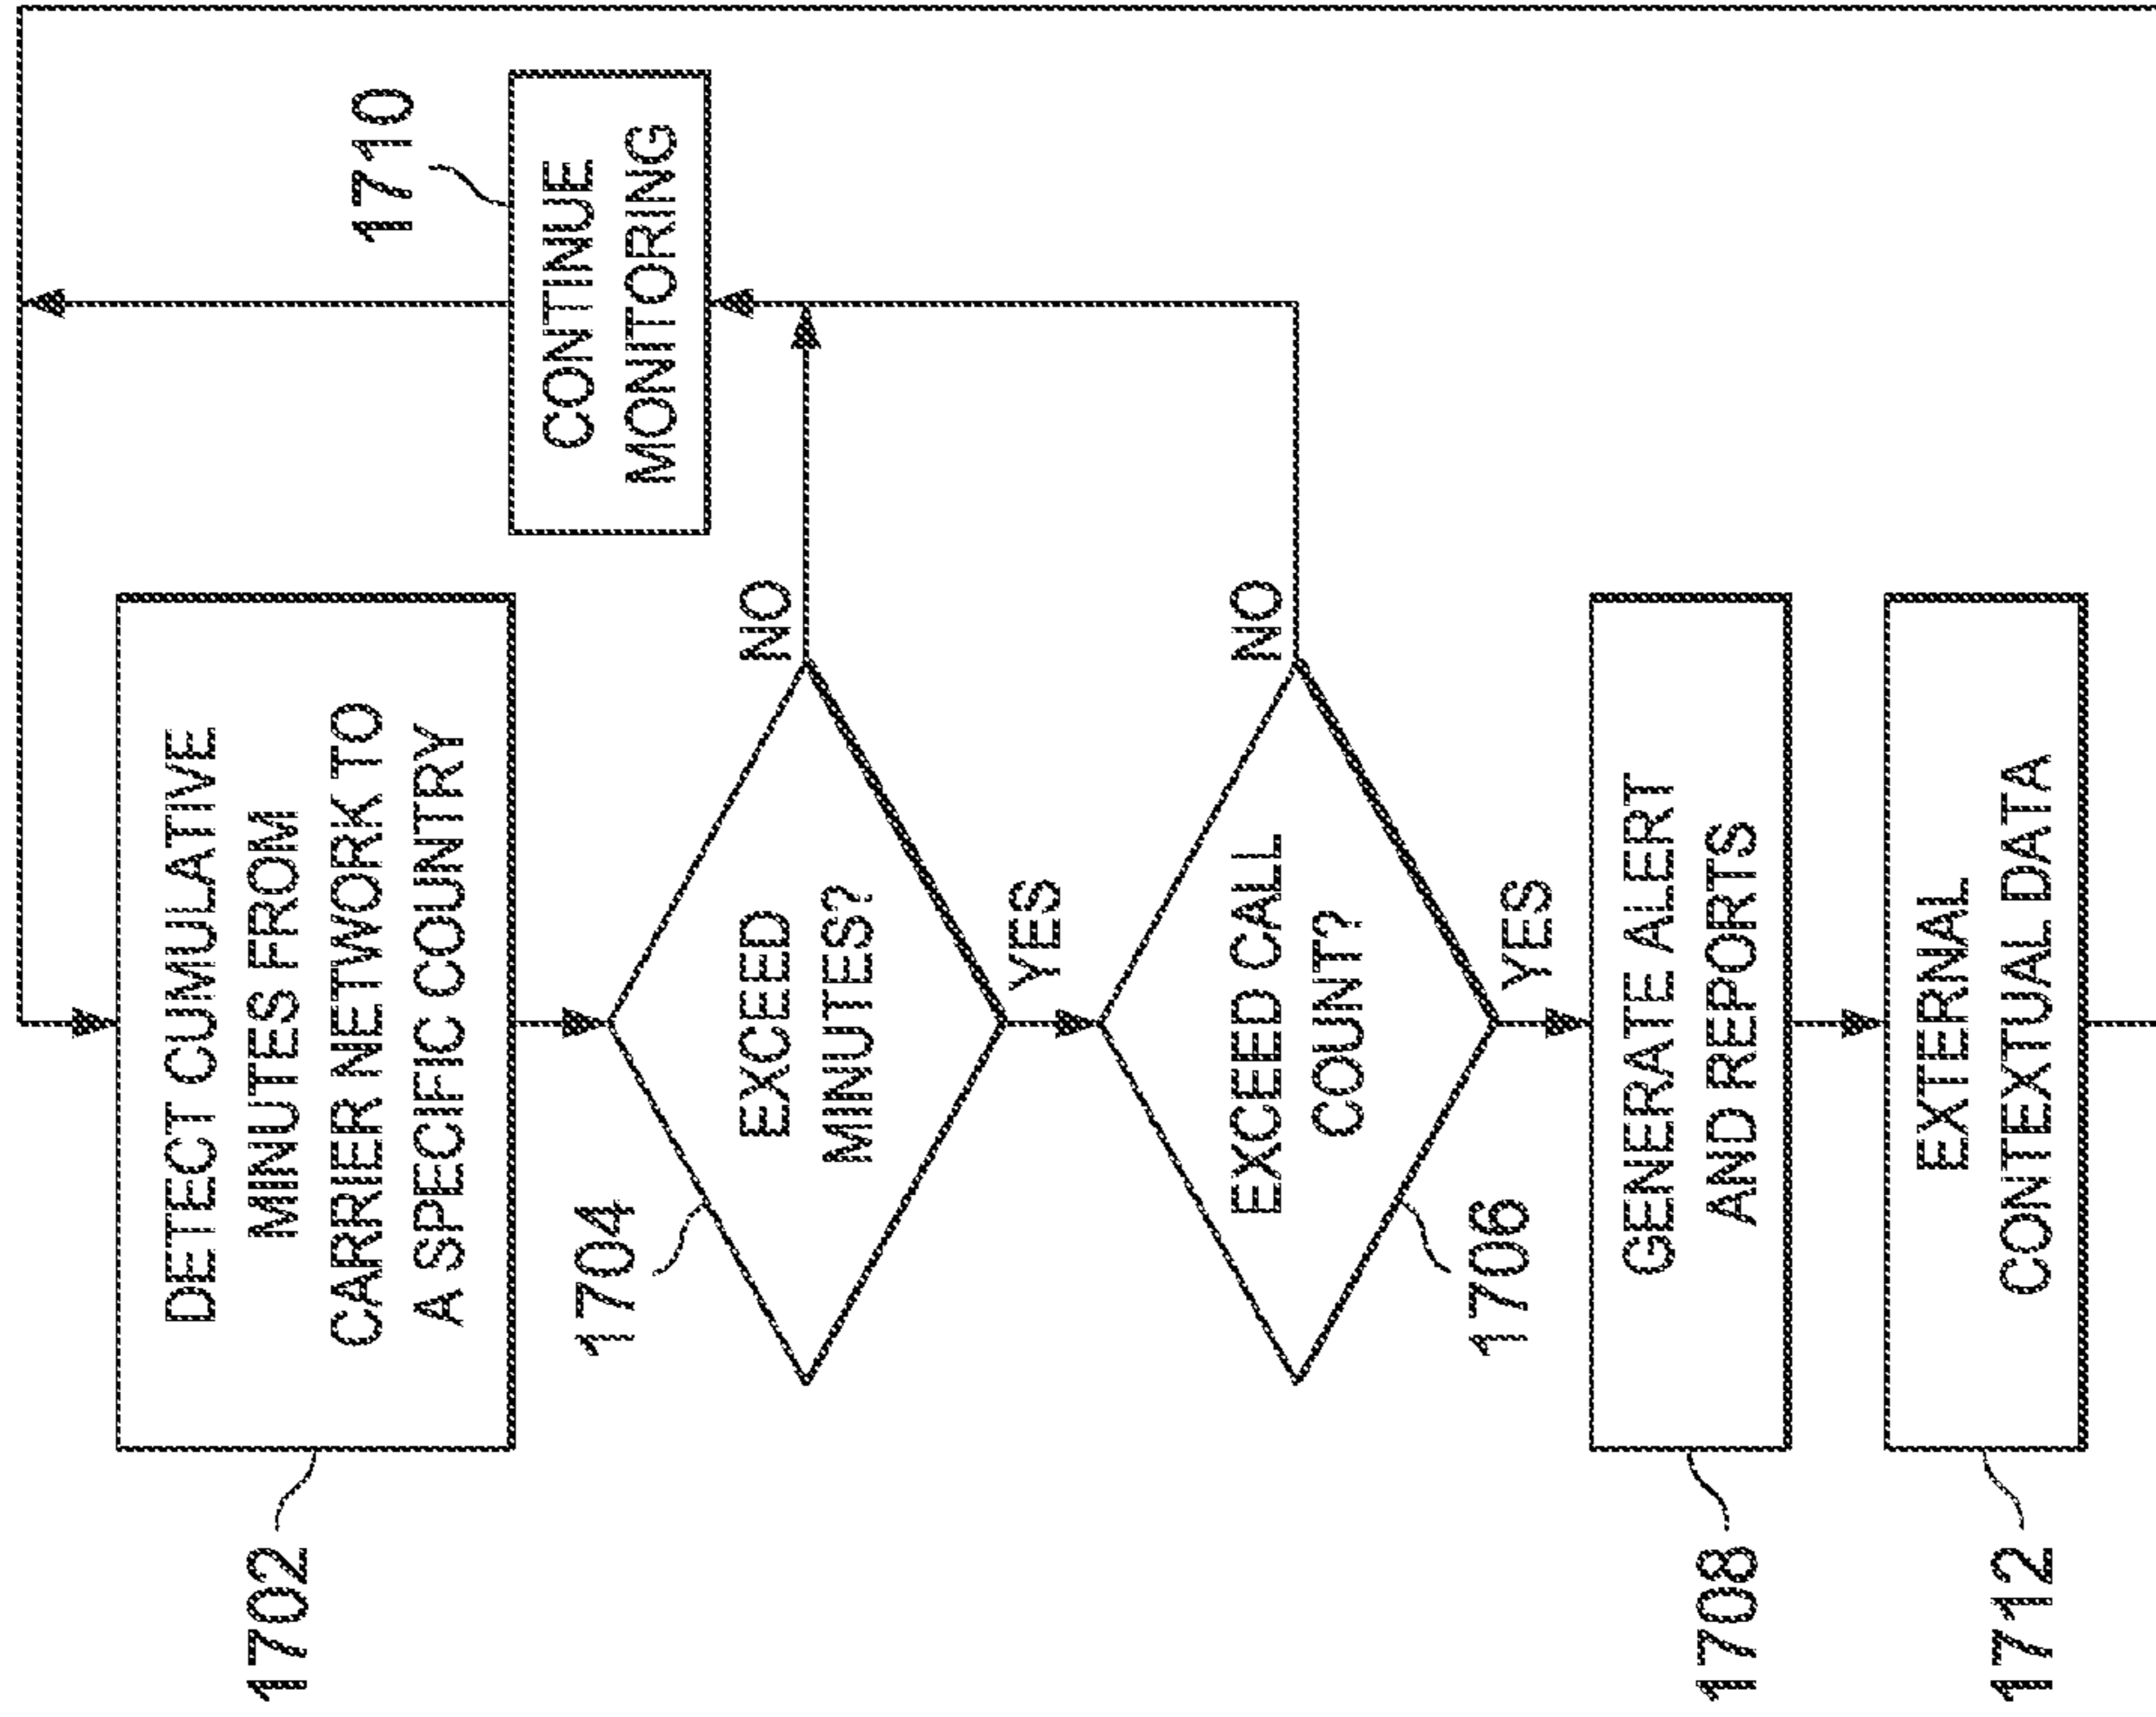 1702
DETECT CUMULATIVE
MINUTES FROM
CARRIER NETWORK TO
A SPECIFIC COUNTRY
1710
CONTINUE
MONITORING
1704
EXCEED
MINUTES?
NO
YES
1706
EXCEED CALL
COUNT?
NO
YES
1708
GENERATE ALERT
AND REPORTS
1712
EXTERNAL
CONTEXTUAL DATA